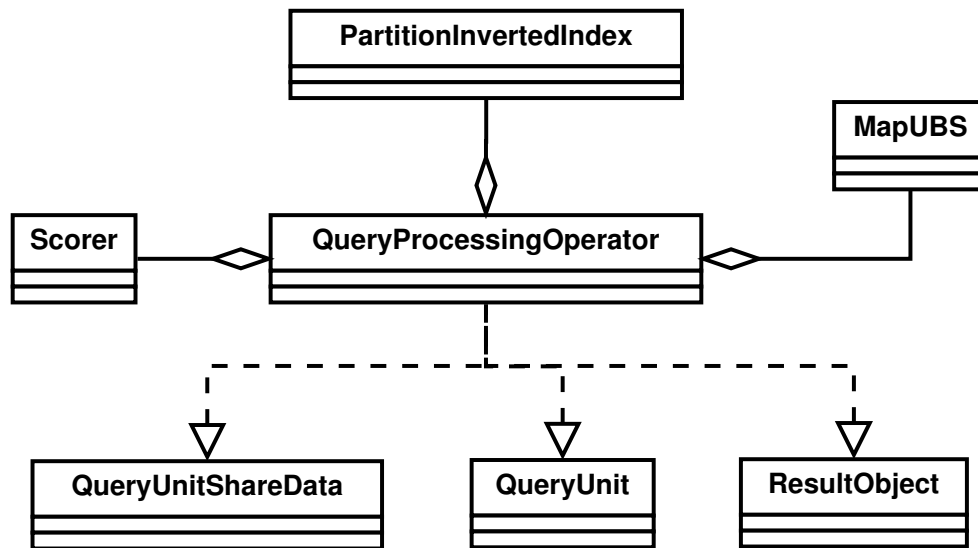 PartitionInvertedIndex
MapUBS
Scorer
QueryProcessingOperator
QueryUnitShareData
QueryUnit
ResultObject